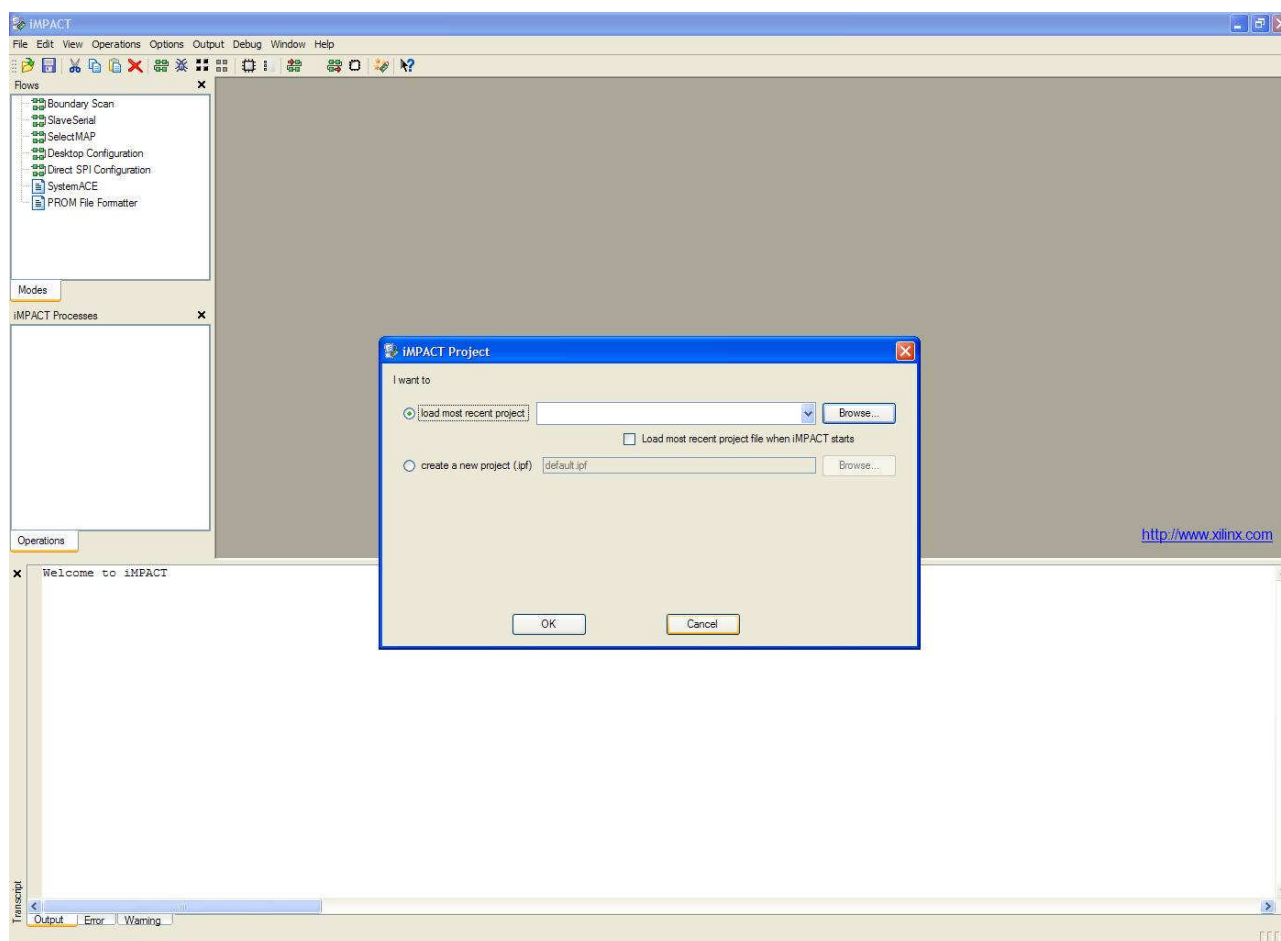 iMPACT
File Edit View Operations Options Output Debug Window Help
Flows
Boundary Scan
SlaveSerial
SelectMAP
Desktop Configuration
Direct SPI Configuration
SystemACE
PROM File Formatter
Modes
iMPACT Processes
Operations
iMPACT Project
I want to
load most recent project Browse...
Load most recent project file when iMPACT starts
create a new project (.ipf) default.ipf Browse...
OK Cancel
http://www.xilinx.com
Welcome to iMPACT
Transcript
Output Error Warning